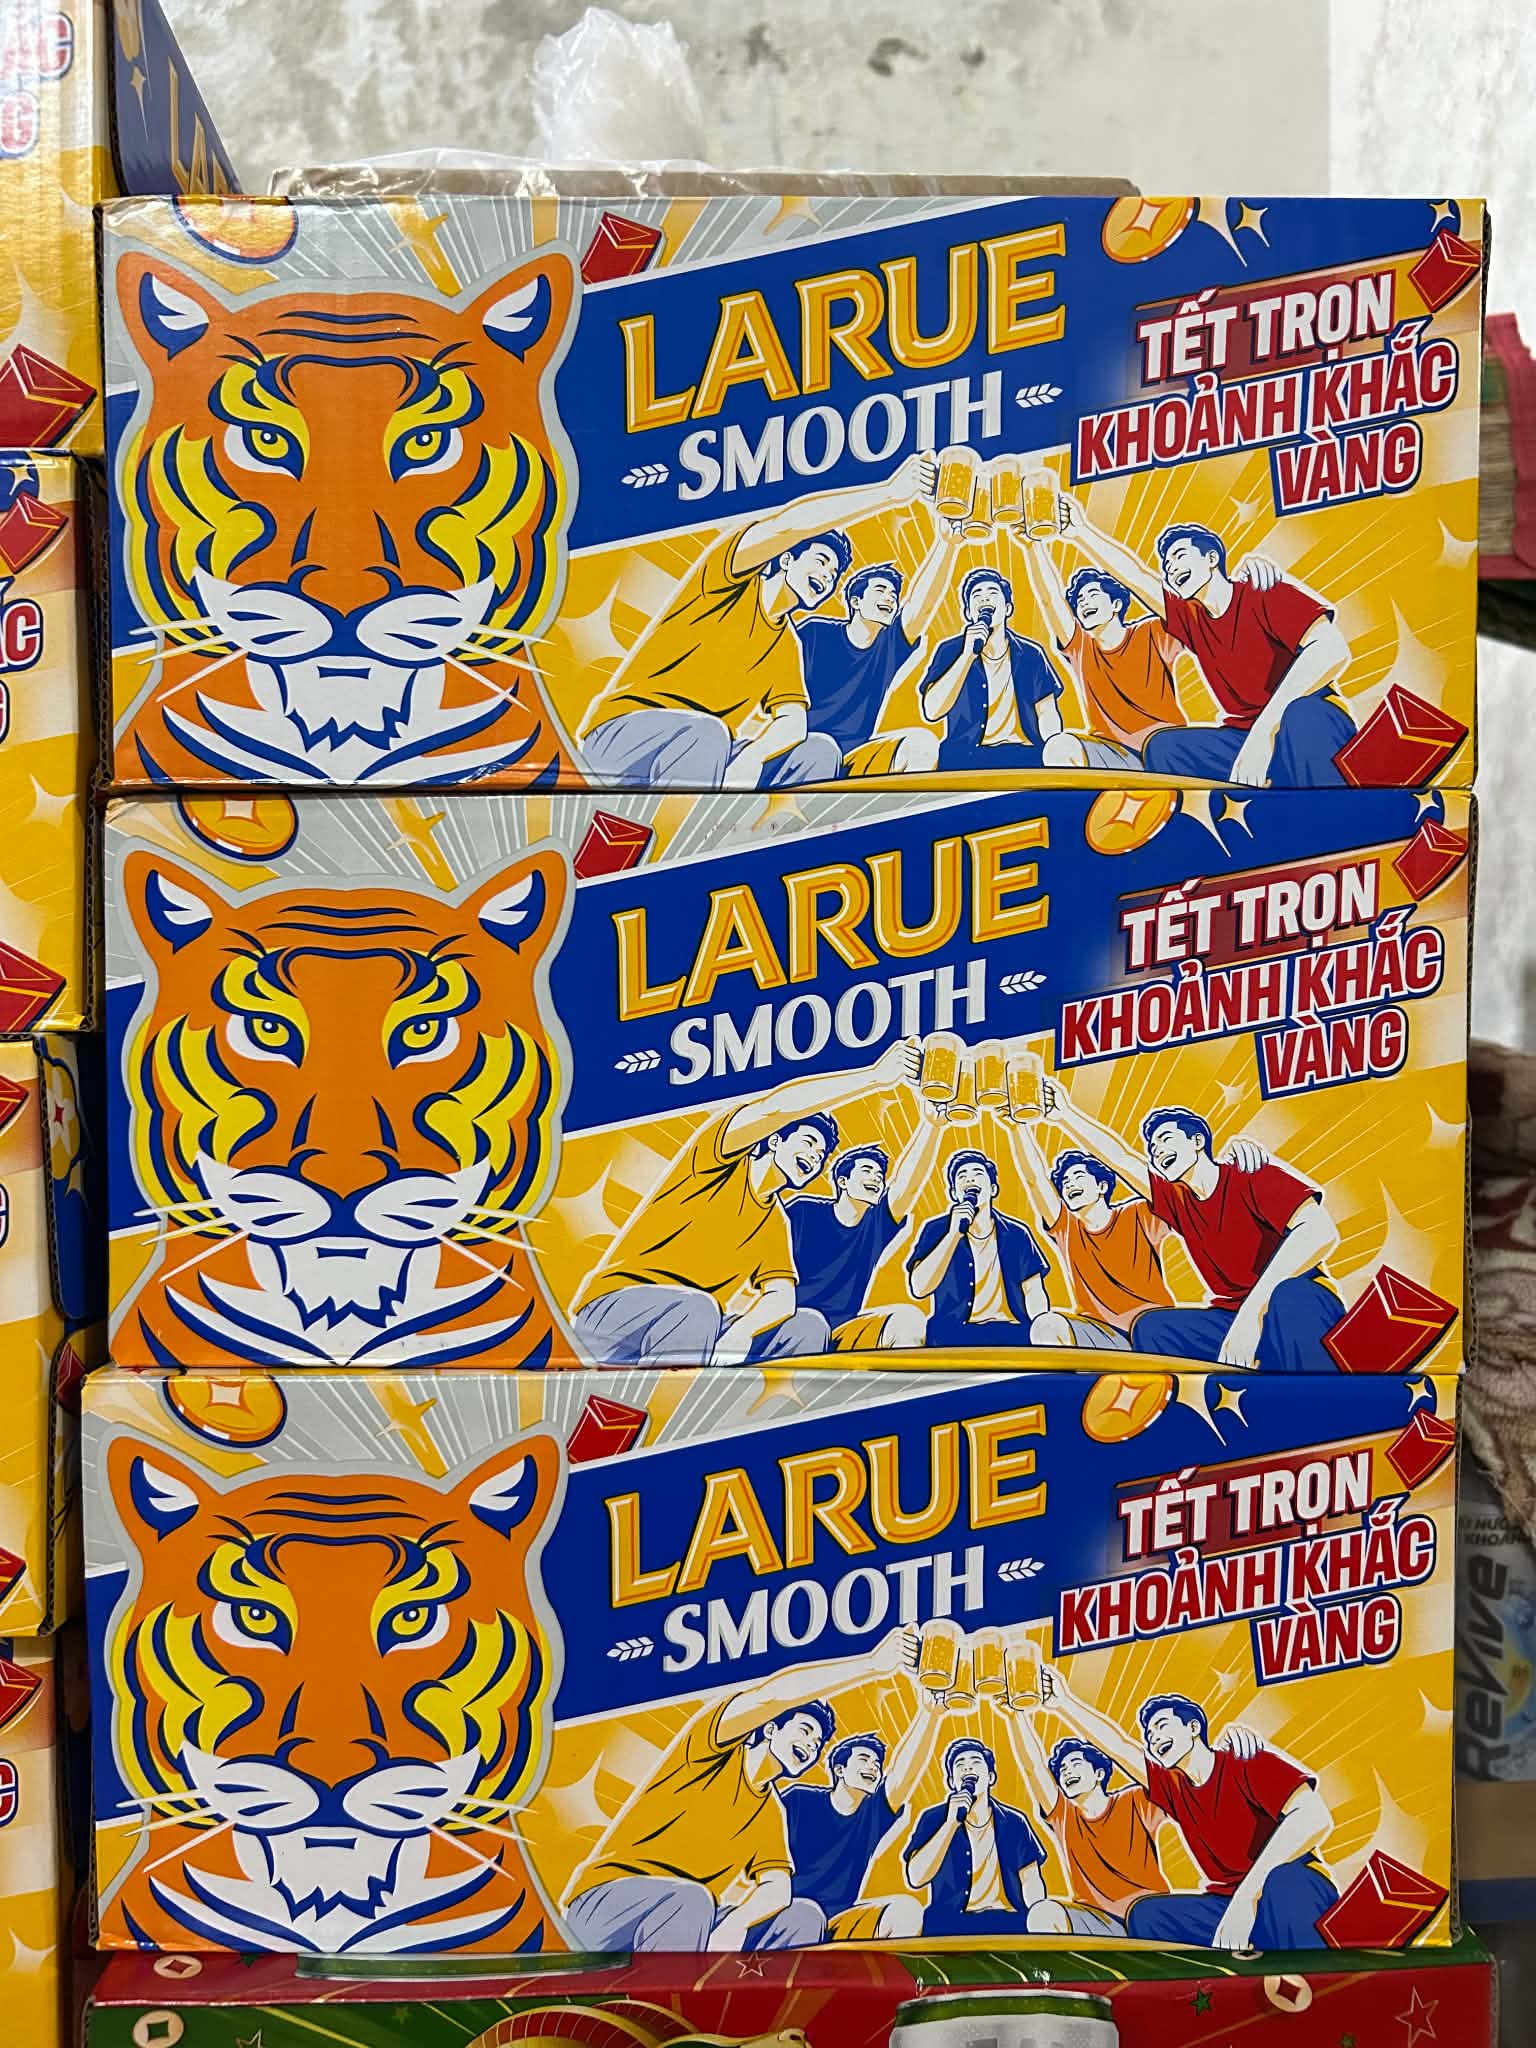 LARUE
SMOOTH
TẾT TRỌN
KHOẢNH KHẮC
VÀNG
LARUE
SMOOTH
TẾT TRỌN
KHOẢNH KHẮC
VÀNG
LARUE
SMOOTH
TẾT TRỌN
KHOẢNH KHẮC
VÀNG
Revive